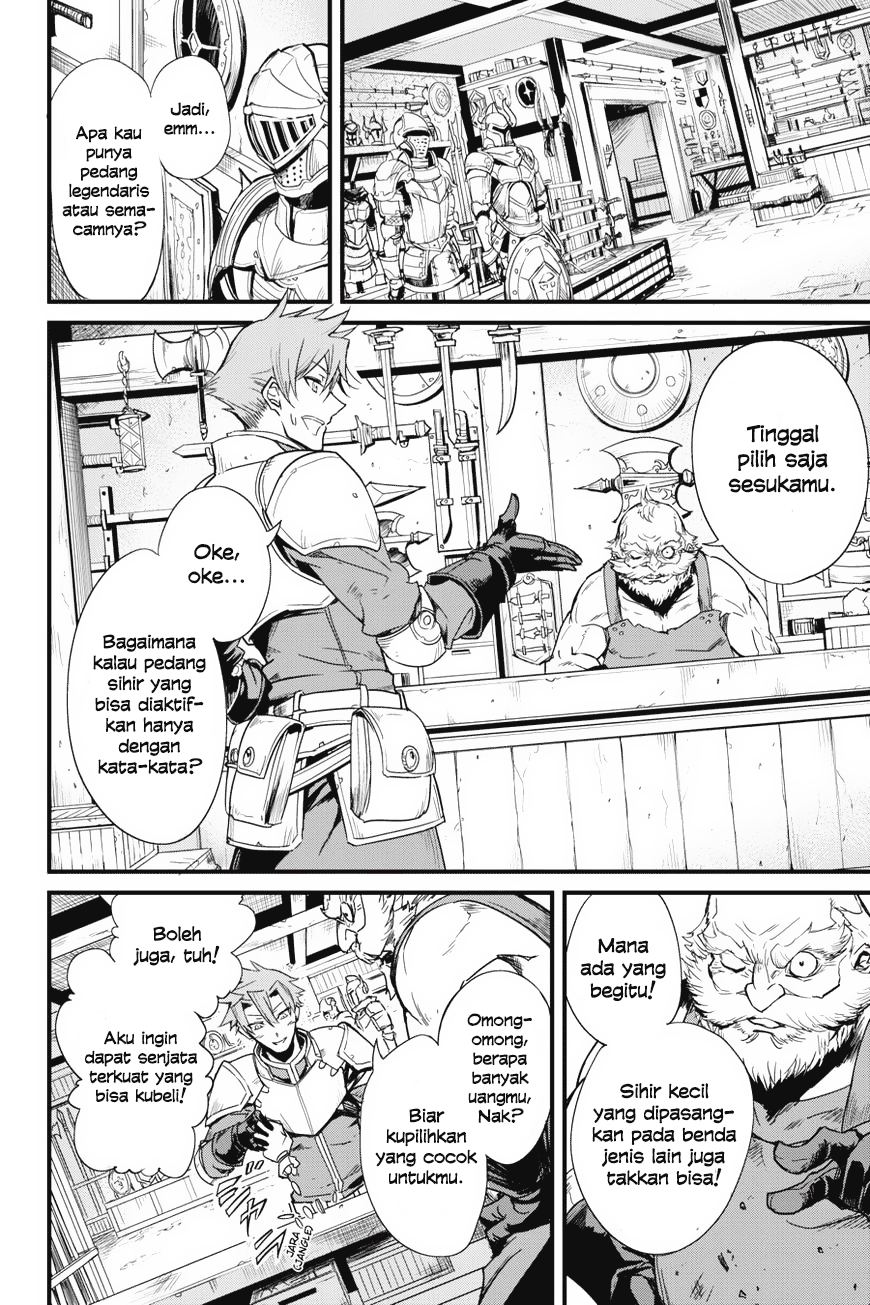 Jadi,
emm...
Apa kau
punya
pedang
legendaris
atau sema-
camnya?
Tinggal
pilih saja
sesukamu.
Oke,
oke...
Bagaimana
kalau pedang
sihir yang
bisa diaktif-
kan hanya
dengan
kata-kata?
Mana
ada yang
begitu!
Sihir kecil
yang dipasang-
kan pada benda
jenis lain juga
takkan bisa!
Omong-
omong,
berapa
banyak
uangmu,
Nak?
Biar
kupilihkan
yang cocok
untukmu.
Boleh
juga, tuh!
Aku ingin
dapat senjata
terkuat yang
bisa kubeli!
JARA
(JANGLE)